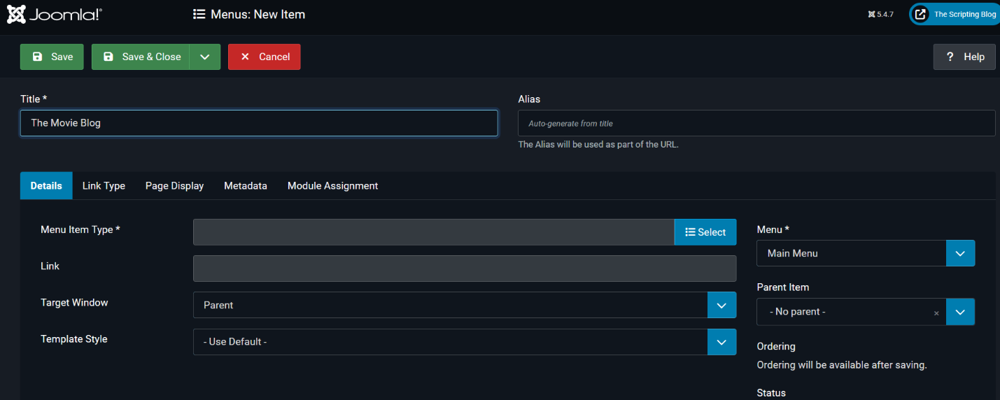 Joomla!® Menus: New Item 5.4.7 The Scripting Blog
Save Save & Close Cancel ? Help
Title * Alias
The Movie Blog Auto-generate from title
The Alias will be used as part of the URL.
Details Link Type Page Display Metadata Module Assignment
Menu Item Type * Select Menu *
Main Menu
Link
Parent Item
Target Window Parent
- No parent -
Template Style - Use Default -
Ordering
Ordering will be available after saving.
Status